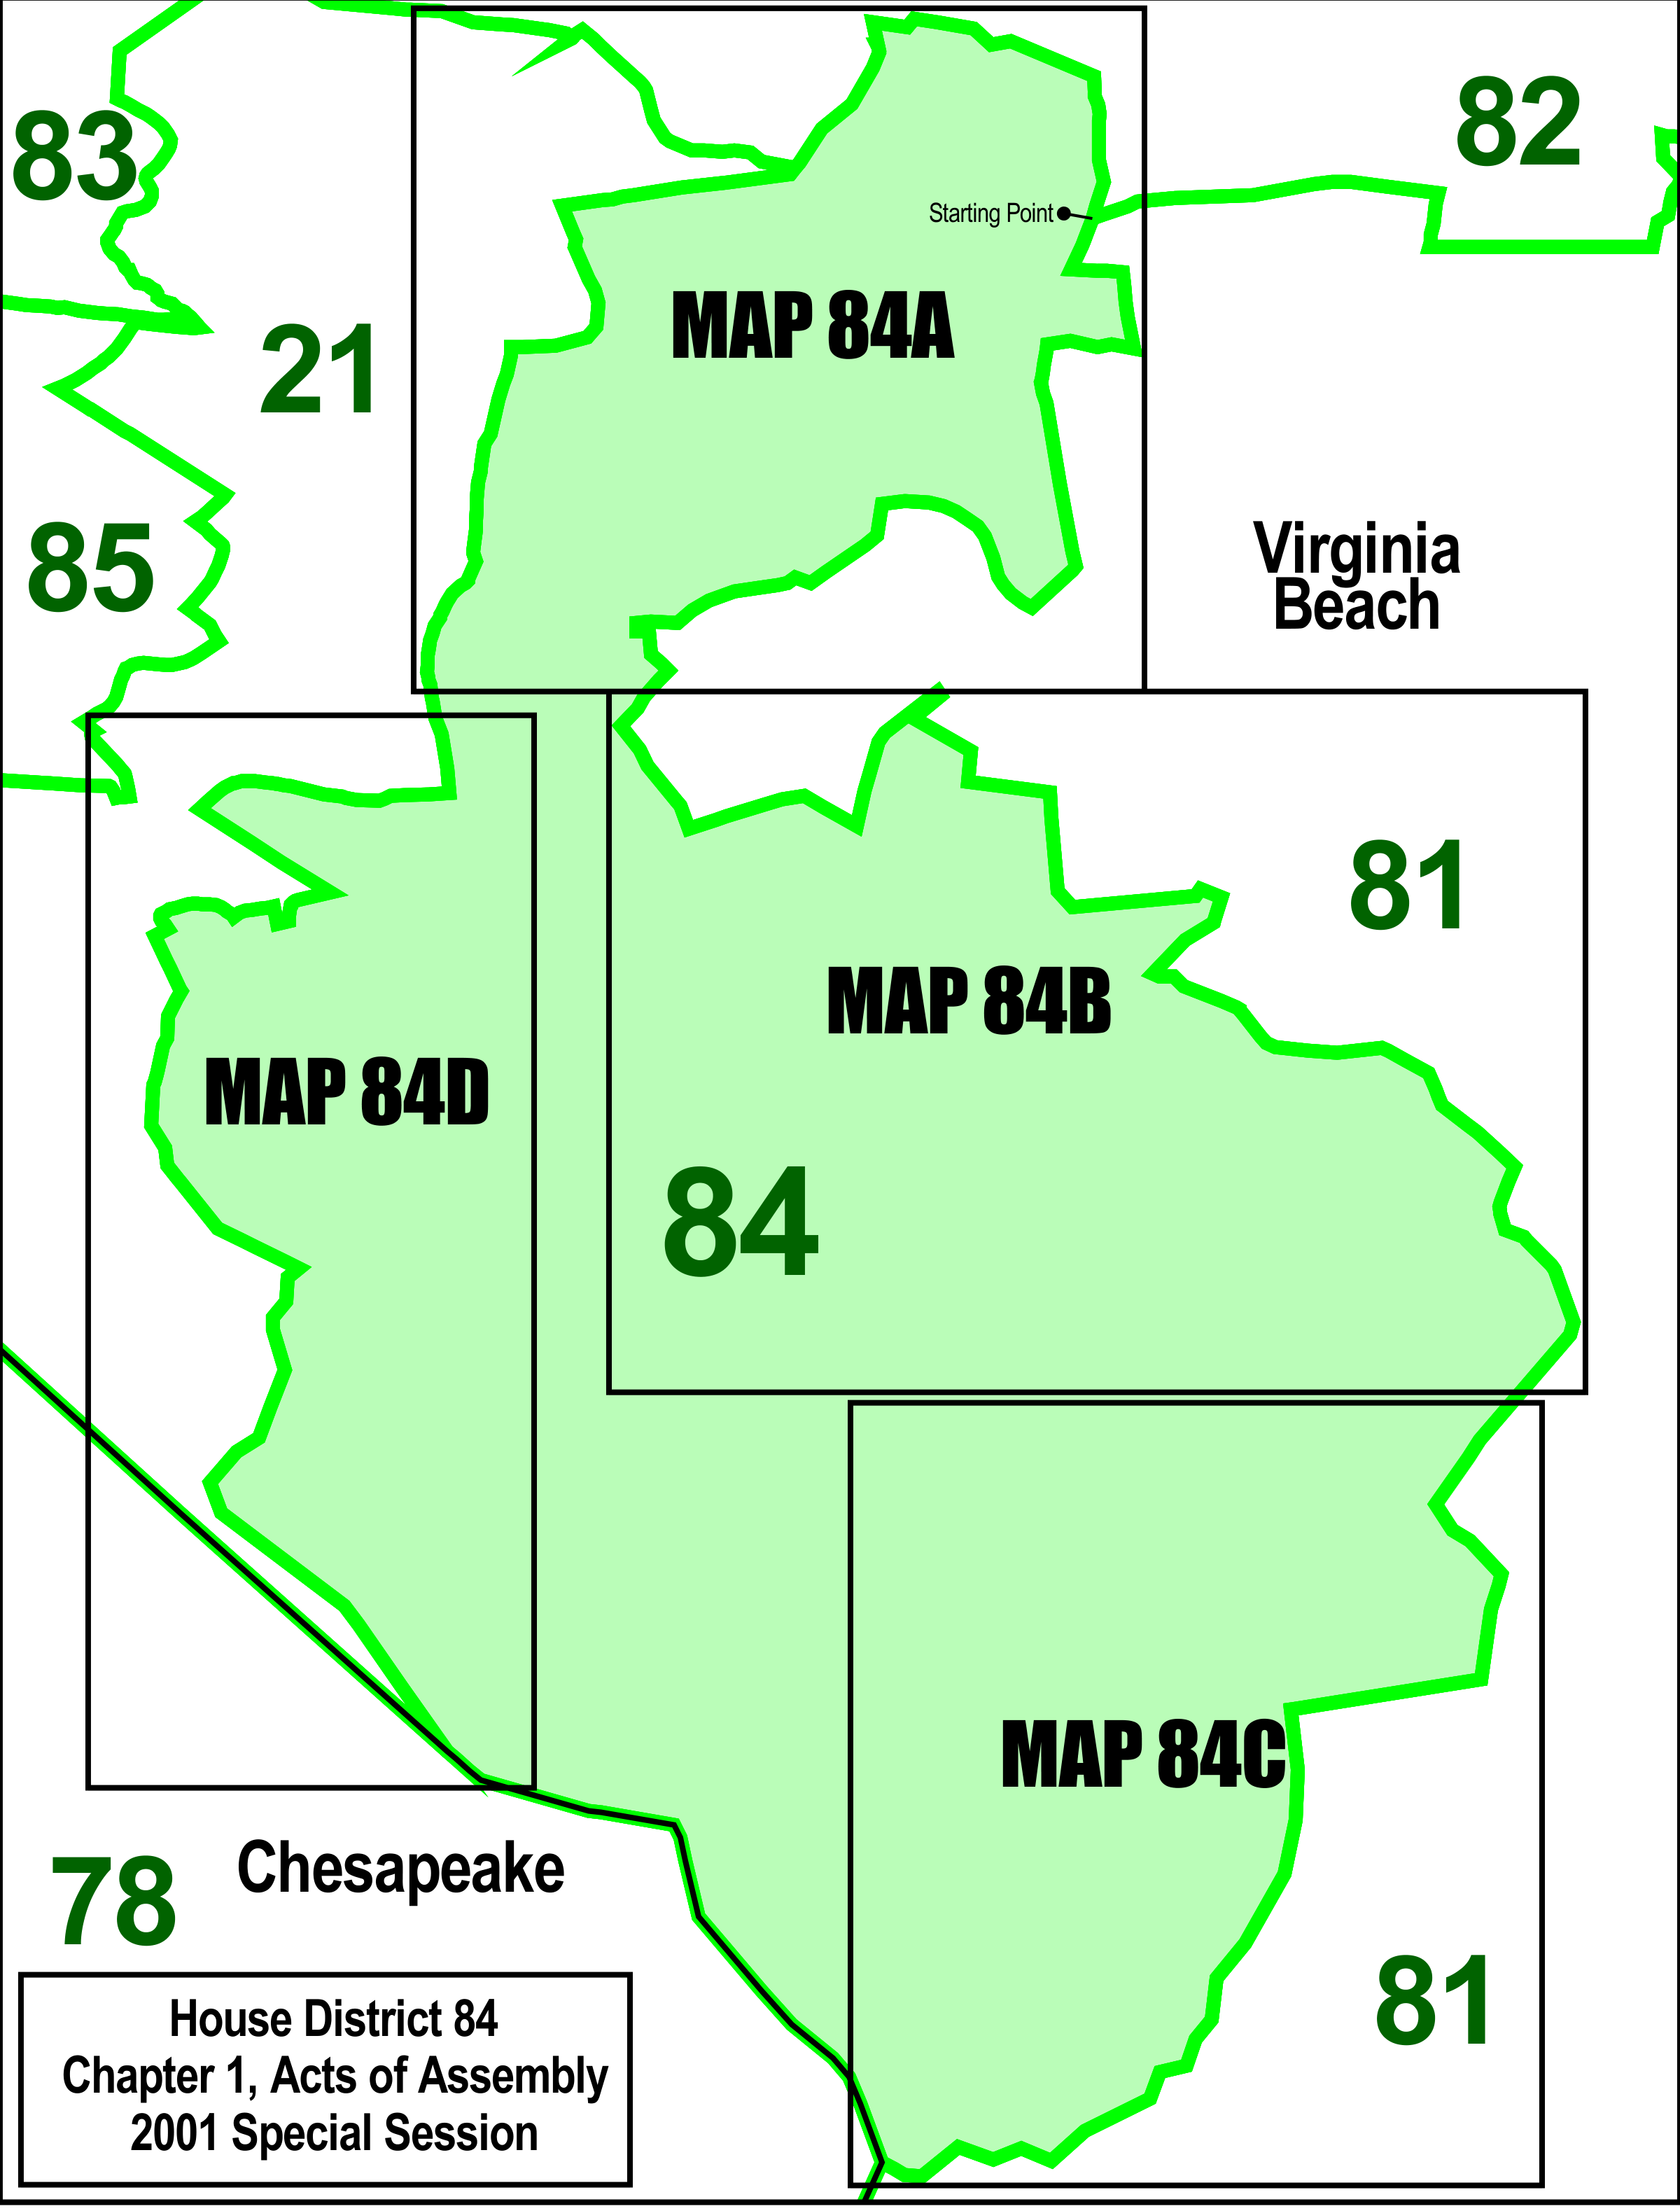 82
83
Starting Point
MAP 84A
21
Virginia
Beach
85
81
MAP 84B
MAP 84D
84
MAP 84C
Chesapeake
78
81
House District 84
Chapter 1, Acts of Assembly
2001 Special Session